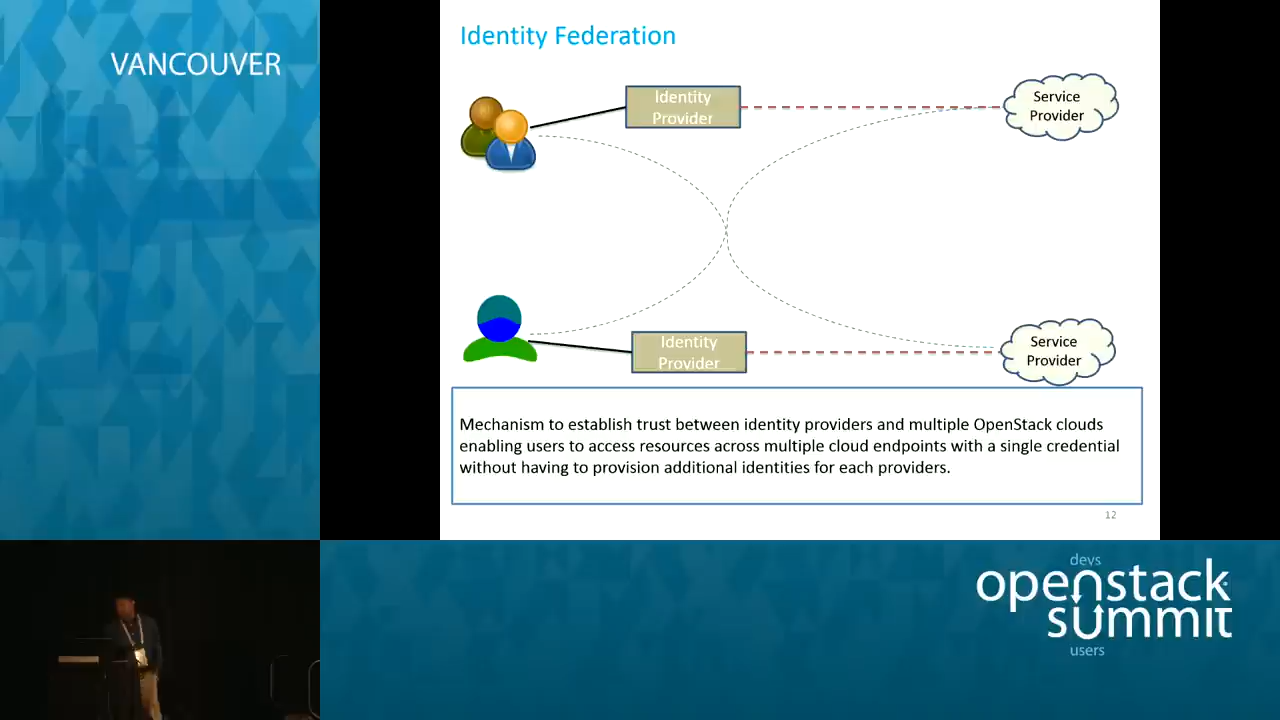 VANCOUVER
Identity Federation
Identity
Provider
Service
Provider
Identity
Provider
Service
Provider
Mechanism to establish trust between identity providers and multiple OpenStack clouds
enabling users to access resources across multiple cloud endpoints with a single credential
without having to provision additional identities for each providers.
12
devs
openstack
summit
users